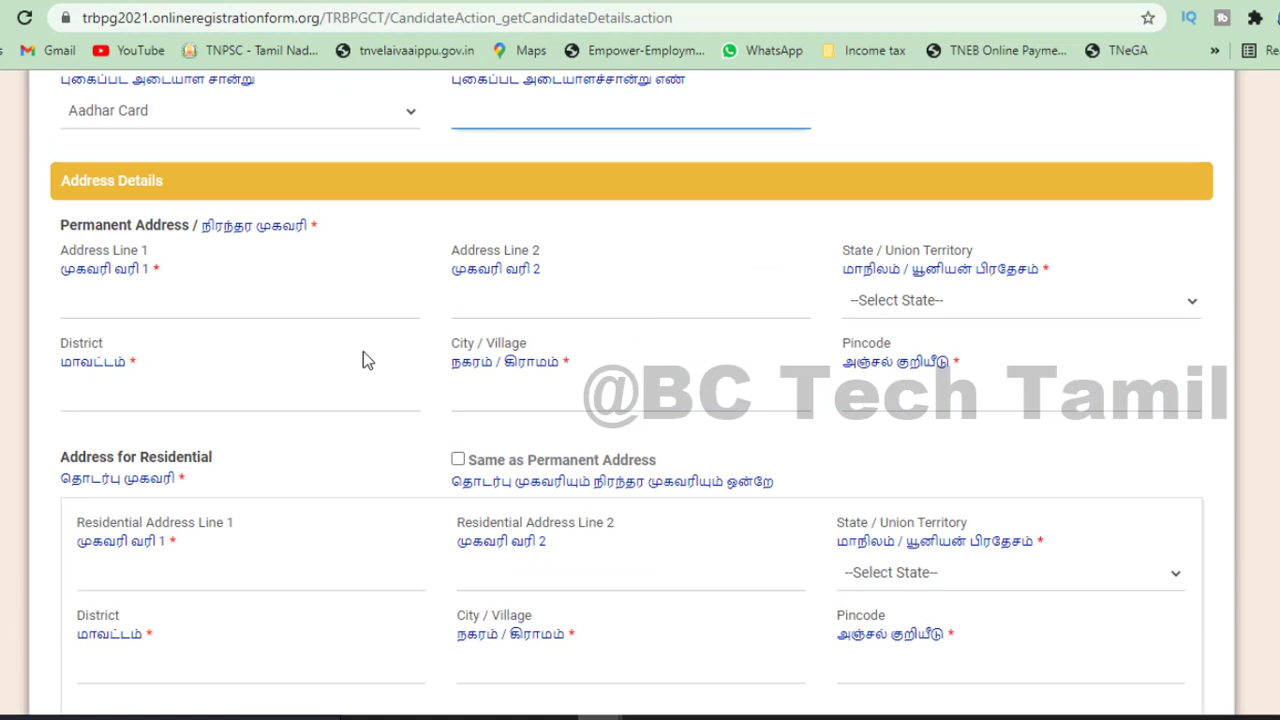 trbpg2021.onlineregistrationform.org/TRBPGCT/CandidateAction_getCandidateDetails.action
Gmail YouTube TNPSC - Tamil Nad... tnvelaivaaippu.gov.in Maps Empower-Employm... WhatsApp Income tax TNEB Online Payme... TNeGA »
புகைப்பட அடையாள சான்று புகைப்பட அடையாளச்சான்று எண்
Aadhar Card
Address Details
Permanent Address / நிரந்தர முகவரி *
Address Line 1 Address Line 2 State / Union Territory
முகவரி வரி 1 * முகவரி வரி 2 மாநிலம் / யூனியன் பிரதேசம் *
--Select State--
District City / Village Pincode
மாவட்டம் * நகரம் / கிராமம் * அஞ்சல் குறியீடு *
@BC Tech Tamil
Address for Residential Same as Permanent Address
தொடர்பு முகவரி * தொடர்பு முகவரியும் நிரந்தர முகவரியும் ஒன்றே
Residential Address Line 1 Residential Address Line 2 State / Union Territory
முகவரி வரி 1 * முகவரி வரி 2 மாநிலம் / யூனியன் பிரதேசம் *
--Select State--
District City / Village Pincode
மாவட்டம் * நகரம் / கிராமம் * அஞ்சல் குறியீடு *